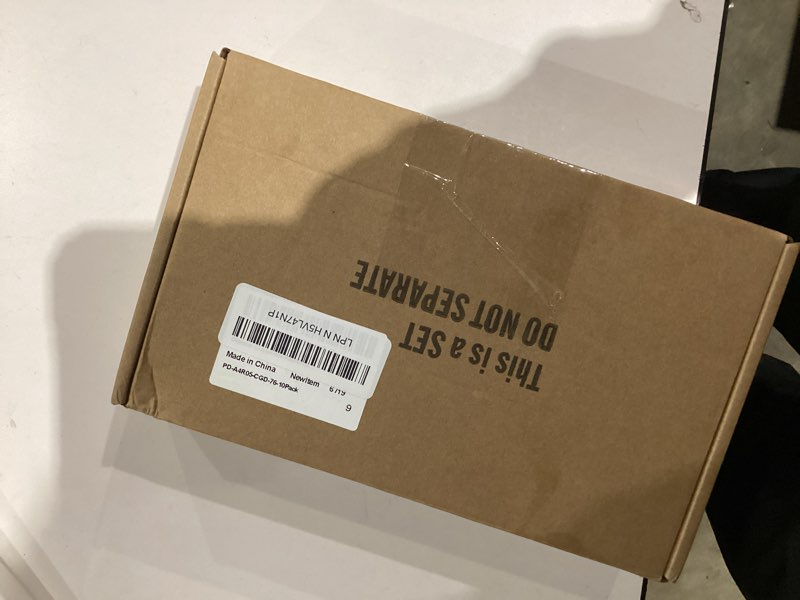 This is a SET
DO NOT SEPARATE
LPN N H5VL47N1P
Made in China
NewItem
PD-A4R05-CGD-76-10Pack